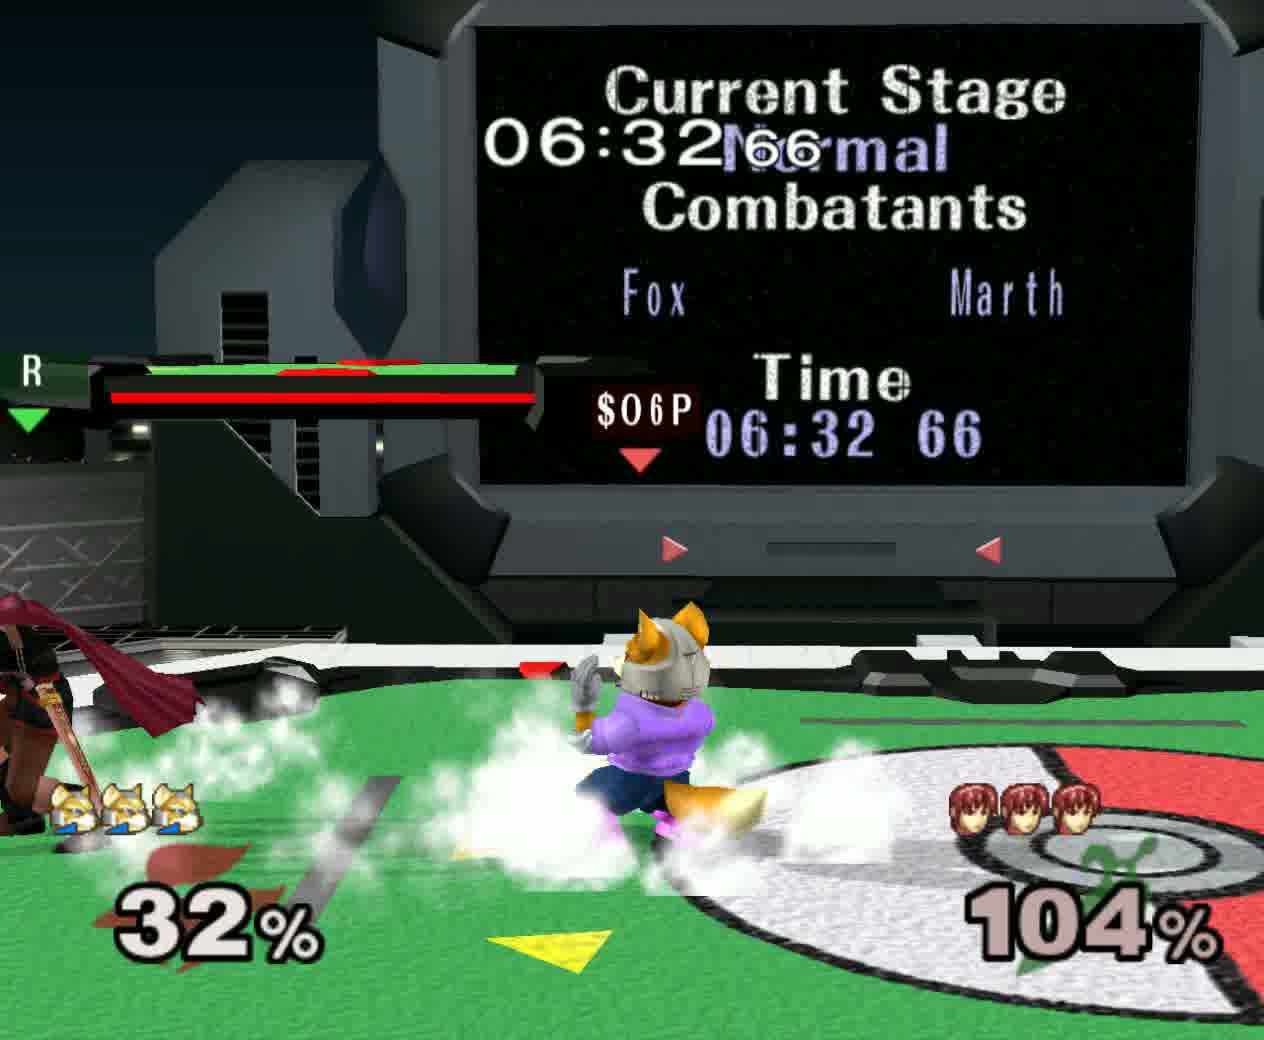 Current Stage
06:32 66
Normal
Combatants
Fox Marth
Time
R
$06P
06:32 66
32%
104%